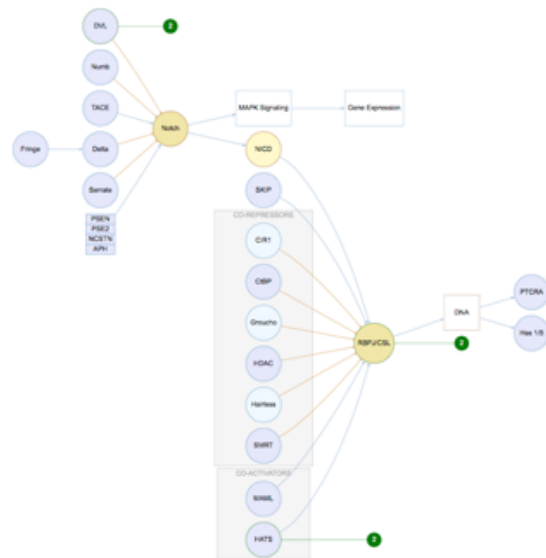 DVL
2
Numb
TACE
Notch
MAPK Signaling
Gene Expression
Fringe
Delta
NICD
Serrate
SKIP
PSEN
PSE2
NCSTN
APH
CO-REPRESSORS
CIR1
CtBP
PTCRA
DNA
Groucho
RBPJ/CSL
2
Hes 1/5
HDAC
Hairless
SMRT
CO-ACTIVATORS
MAML
HATS
2